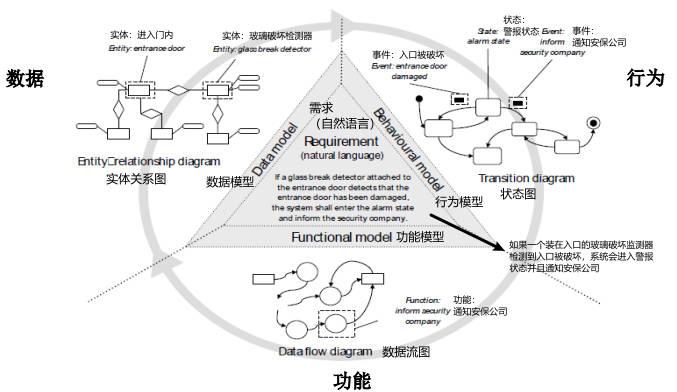 数据
行为
功能
实体：进入门内
Entity: entrance door
实体：玻璃破坏检测器
Entity: glass break detector
Entity-relationship diagram
实体关系图
事件：入口被破坏
Event: entrance door
damaged
状态：
State: 警报状态
alarm state
Event: 事件：
inform 通知安保公司
security company
Transition diagram
状态图
需求
（自然语言）
Requirement
(natural language)
If a glass break detector attached to
the entrance door detects that the
entrance door has been damaged,
the system shall enter the alarm state
and inform the security company.
Data model
数据模型
Behavioural model
行为模型
Functional model 功能模型
如果一个装在入口的玻璃破坏监测器
检测到入口被破坏，系统会进入警报
状态并且通知安保公司
Function: 功能：
inform security 通知安保公司
company
Data flow diagram 数据流图